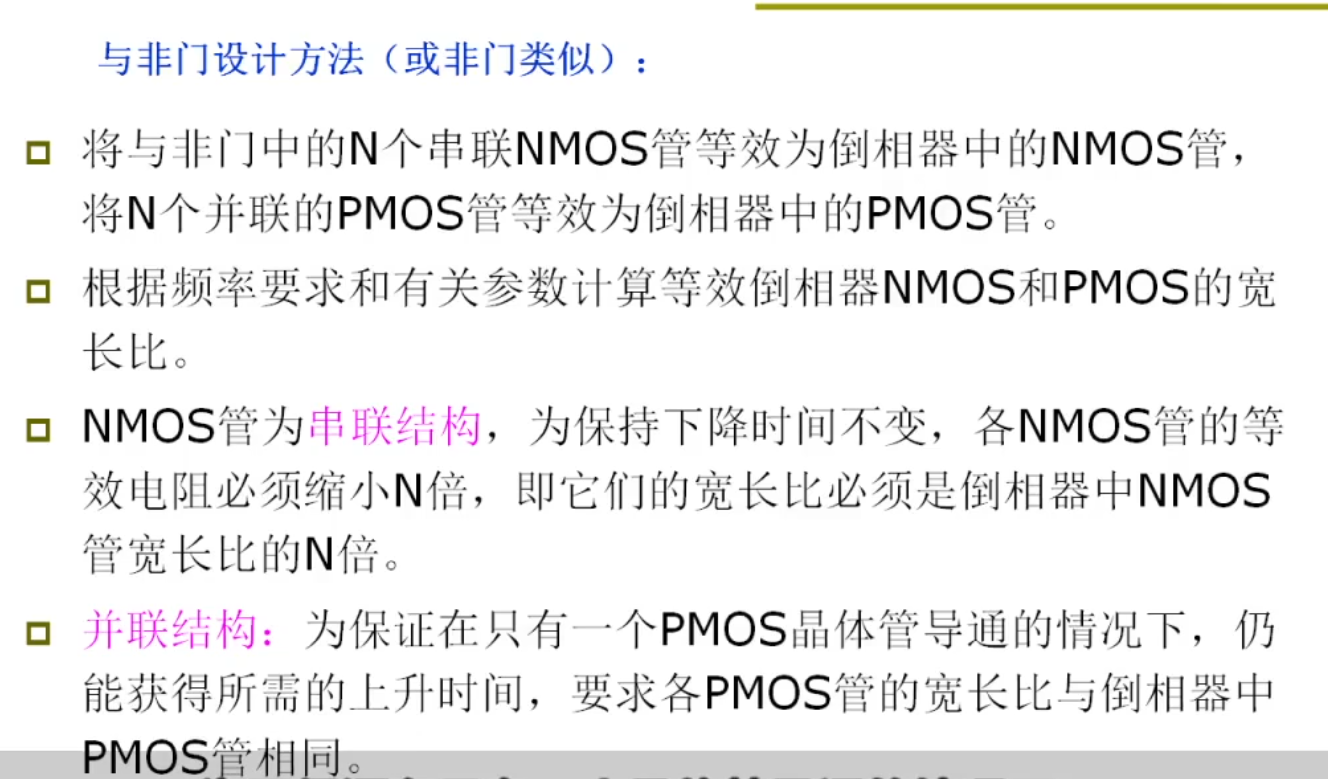 与非门设计方法（或非门类似）：
将与非门中的N个串联NMOS管等效为倒相器中的NMOS管，
将N个并联的PMOS管等效为倒相器中的PMOS管。
根据频率要求和有关参数计算等效倒相器NMOS和PMOS的宽
长比。
NMOS管为串联结构，为保持下降时间不变，各NMOS管的等
效电阻必须缩小N倍，即它们的宽长比必须是倒相器中NMOS
管宽长比的N倍。
并联结构：为保证在只有一个PMOS晶体管导通的情况下，仍
能获得所需的上升时间，要求各PMOS管的宽长比与倒相器中
PMOS管相同。